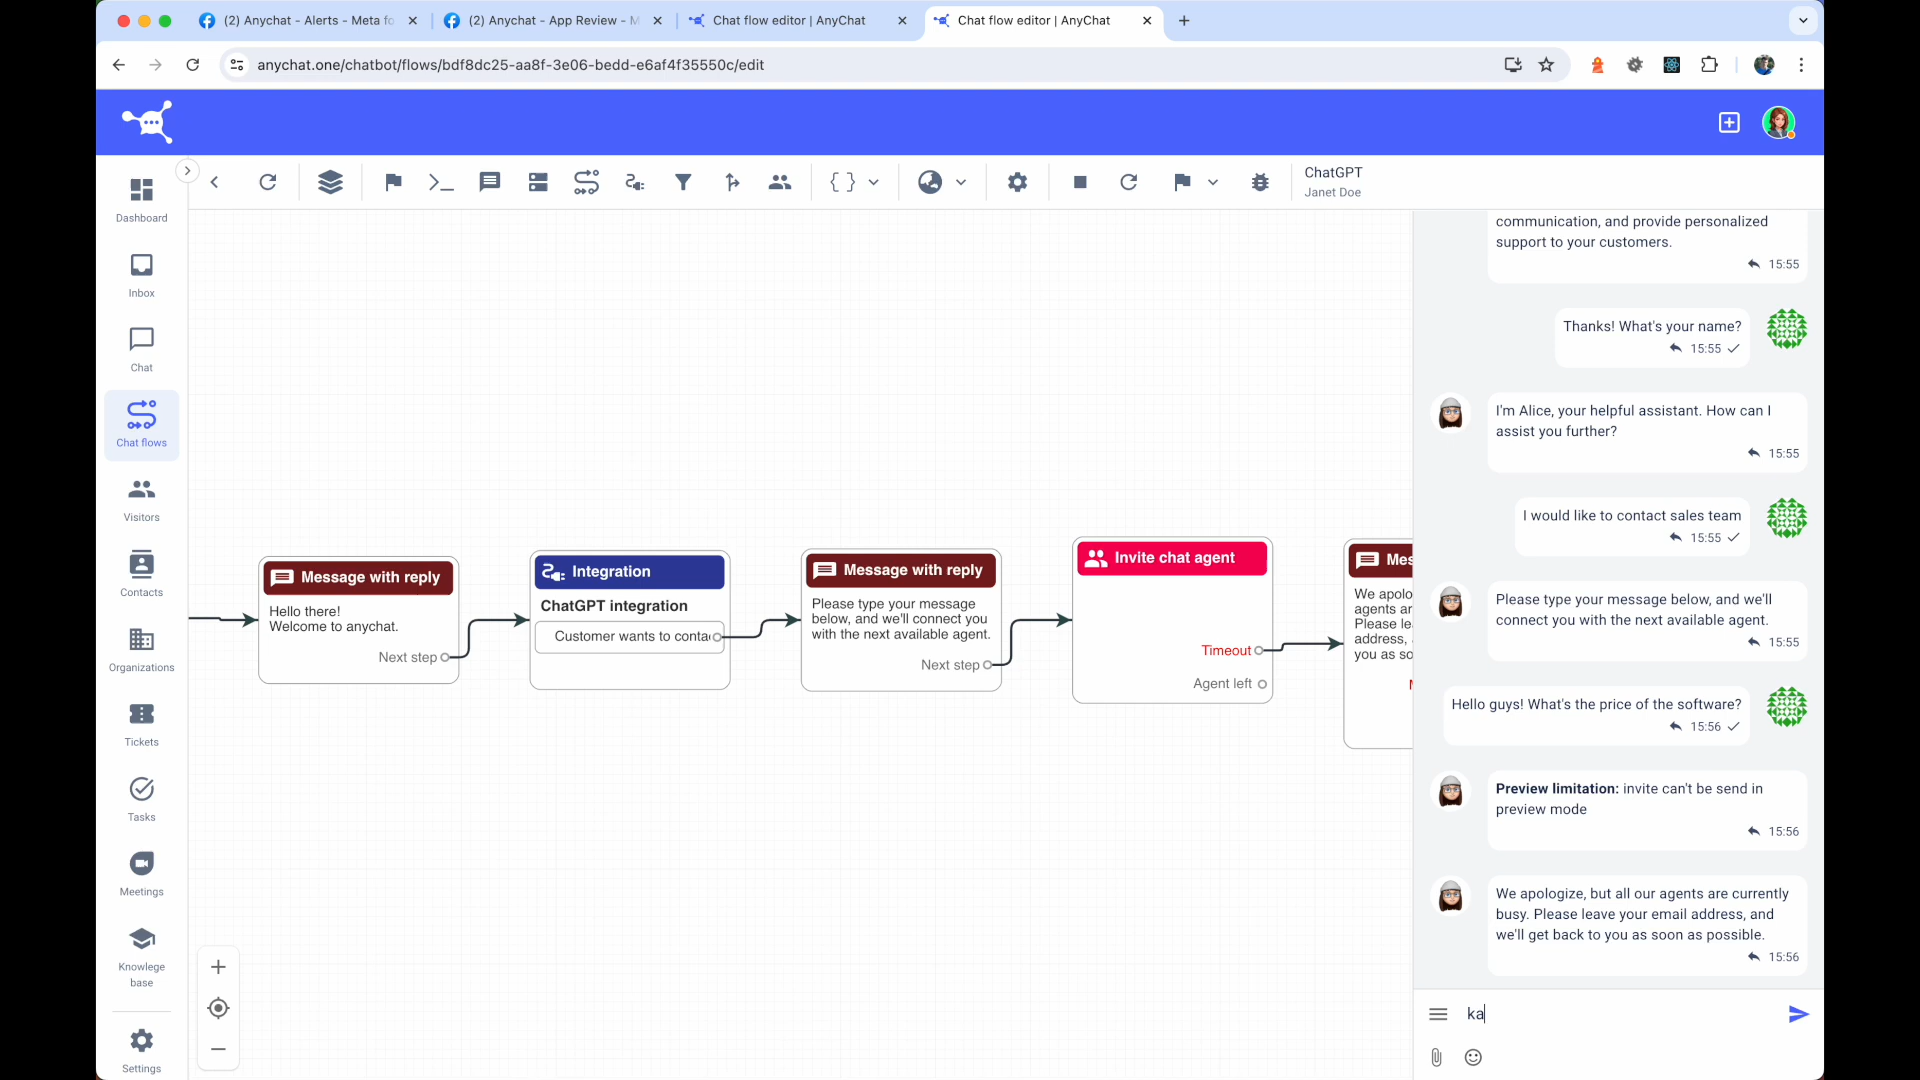 (2) Anychat - Alerts - Meta fo
(2) Anychat - App Review - M
Chat flow editor | AnyChat
Chat flow editor | AnyChat
anychat.one/chatbot/flows/bdf8dc25-aa8f-3e06-bedd-e6af4f35550c/edit
ChatGPT
Janet Doe
Dashboard
Inbox
Chat
Chat flows
Visitors
Contacts
Organizations
Tickets
Tasks
Meetings
Knowlege
base
Settings
Message with reply
Hello there!
Welcome to anychat.
Next step
Integration
ChatGPT integration
Customer wants to conta
Message with reply
Please type your message
below, and we'll connect you
with the next available agent.
Next step
Invite chat agent
Timeout
Agent left
Mes
We apolo
agents ar
Please le
address,
you as so
communication, and provide personalized
support to your customers.
15:55
Thanks! What's your name?
15:55
I'm Alice, your helpful assistant. How can I
assist you further?
15:55
I would like to contact sales team
15:55
Please type your message below, and we'll
connect you with the next available agent.
15:55
Hello guys! What's the price of the software?
15:56
Preview limitation: invite can't be send in
preview mode
15:56
We apologize, but all our agents are currently
busy. Please leave your email address, and
we'll get back to you as soon as possible.
15:56
ka